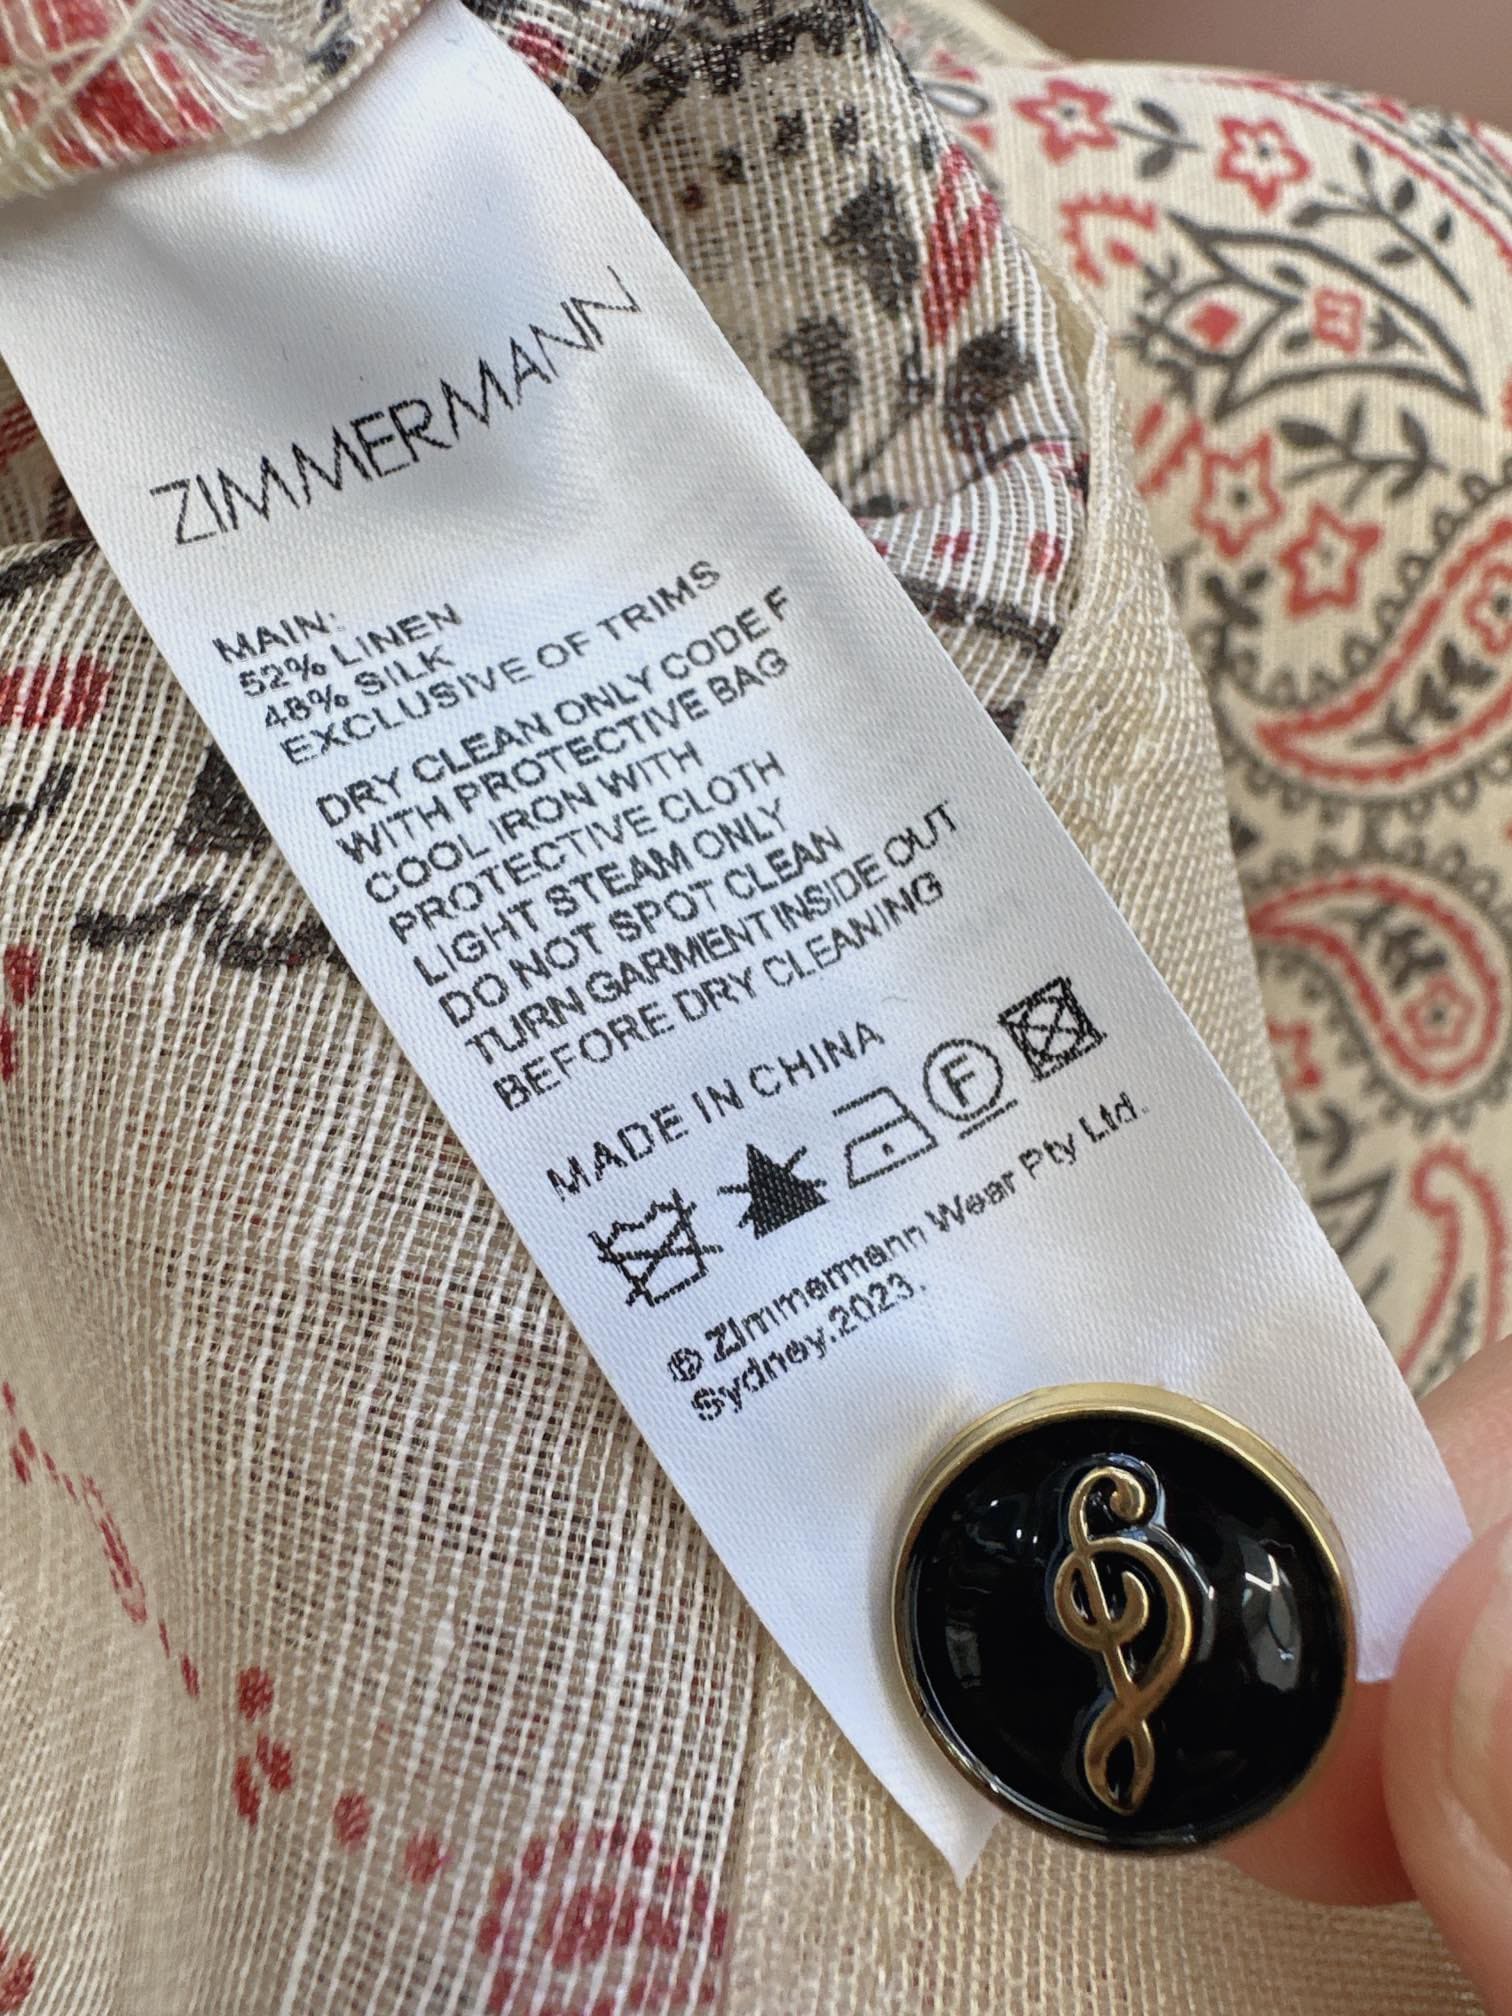 ZIMMERMANN
MAIN:
52% LINEN
48% SILK
EXCLUSIVE OF TRIMS
DRY CLEAN ONLY CODE F
WITH PROTECTIVE BAG
COOL IRON WITH
PROTECTIVE CLOTH
LIGHT STEAM ONLY
DO NOT SPOT CLEAN
TURN GARMENT INSIDE OUT
BEFORE DRY CLEANING
MADE IN CHINA
F
© Zimmermann Wear Pty Ltd.
Sydney.2023.